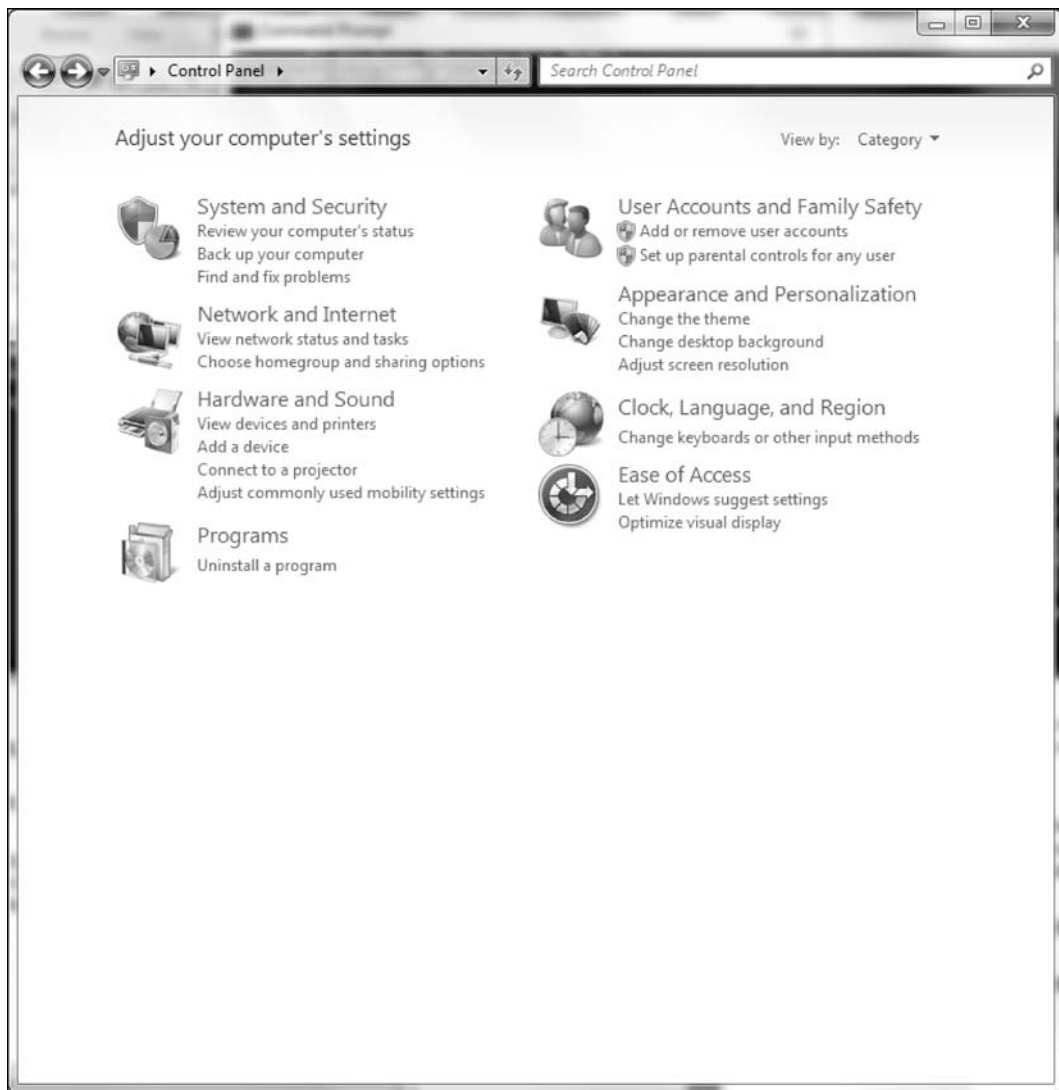 Command Prompt
Control Panel
Search Control Panel
Adjust your computer's settings
View by: Category
System and Security
Review your computer's status
Back up your computer
Find and fix problems
Network and Internet
View network status and tasks
Choose homegroup and sharing options
Hardware and Sound
View devices and printers
Add a device
Connect to a projector
Adjust commonly used mobility settings
Programs
Uninstall a program
User Accounts and Family Safety
Add or remove user accounts
Set up parental controls for any user
Appearance and Personalization
Change the theme
Change desktop background
Adjust screen resolution
Clock, Language, and Region
Change keyboards or other input methods
Ease of Access
Let Windows suggest settings
Optimize visual display